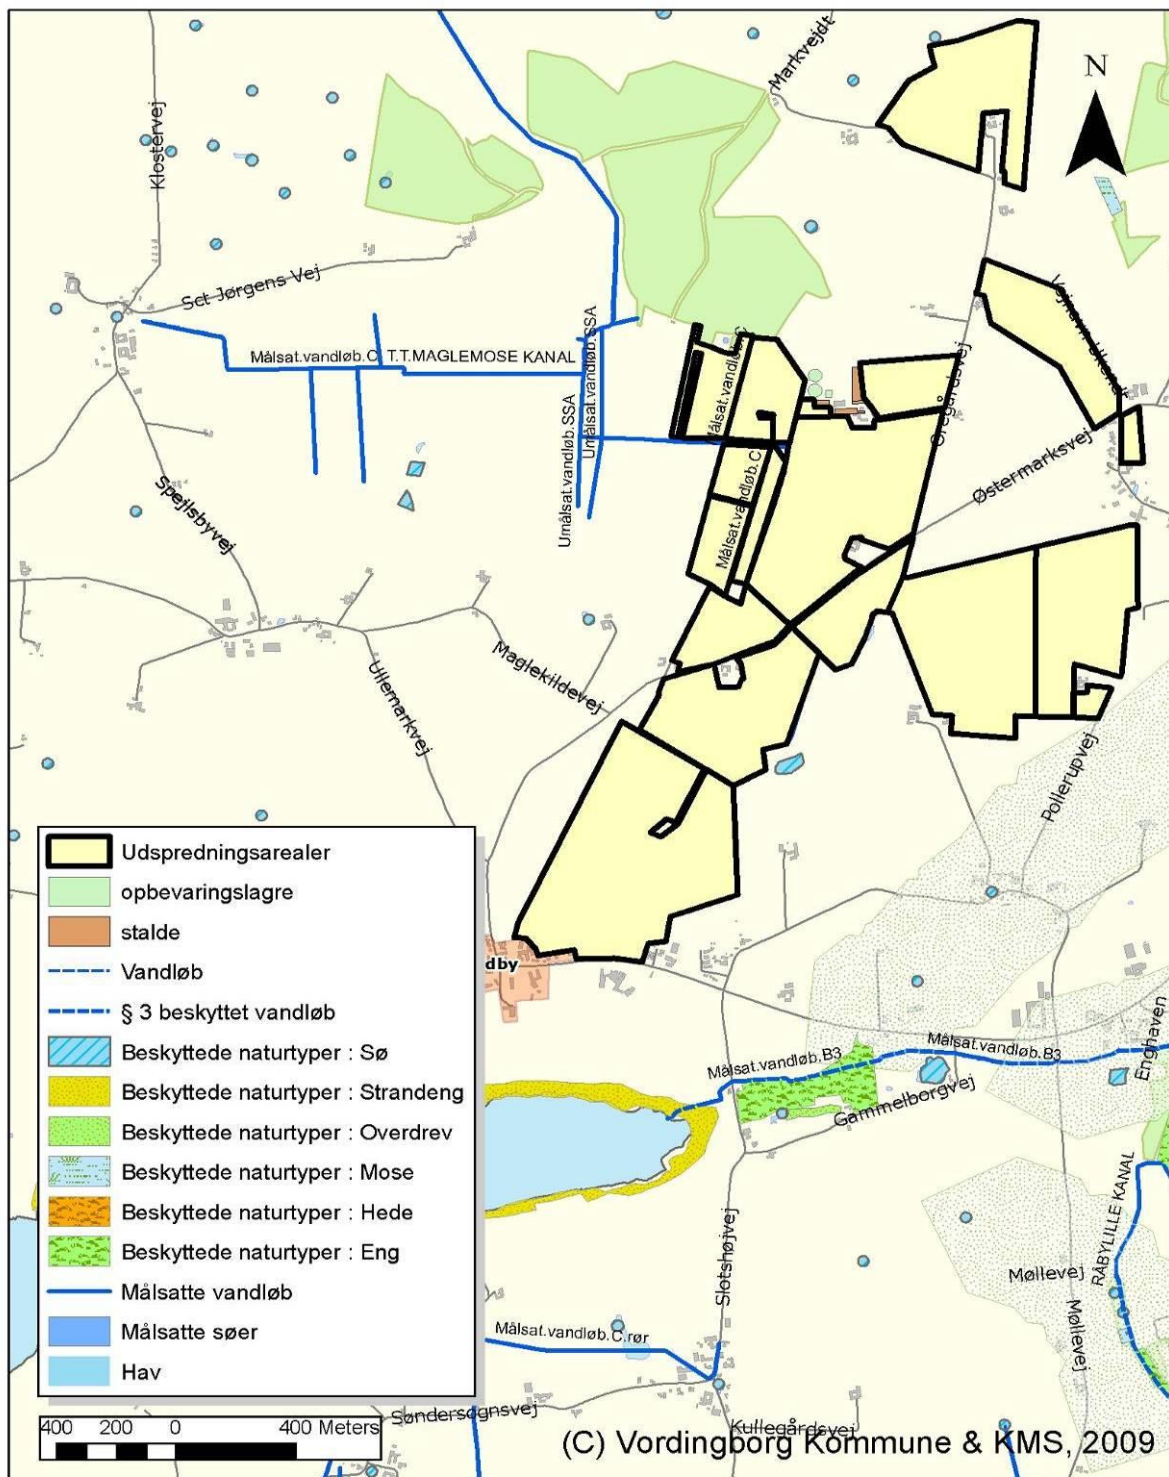 Markvejdt
N
Klostervej
Sct Jørgens Vej
Målsat.vandløb.C
T.T.MAGLEMOSE KANAL
Umålsat.vandløb.SSA
Umålsat.vandløb.SSA
Målsat.vandløb.C
Målsat.vandløb.C
Oregårdsvej
Vejnavn Ukendt
Østermarksvej
Spejlsbyvej
Maglekildevej
Ullemarkvej
Pollerupvej
dby
Målsat.vandløb.B3
Målsat.vandløb.B3
Enghaven
Gammelborgvej
RÅBYLILLE KANAL
Møllevej
Møllevej
Slotshøjvej
Målsat.vandløb.C.rør
Søndersognsvej
Kullegårdsvej
Udspredningsarealer
opbevaringslagre
stalde
Vandløb
§ 3 beskyttet vandløb
Beskyttede naturtyper : Sø
Beskyttede naturtyper : Strandeng
Beskyttede naturtyper : Overdrev
Beskyttede naturtyper : Mose
Beskyttede naturtyper : Hede
Beskyttede naturtyper : Eng
Målsatte vandløb
Målsatte søer
Hav
400 200 0 400 Meters
(C) Vordingborg Kommune & KMS, 2009